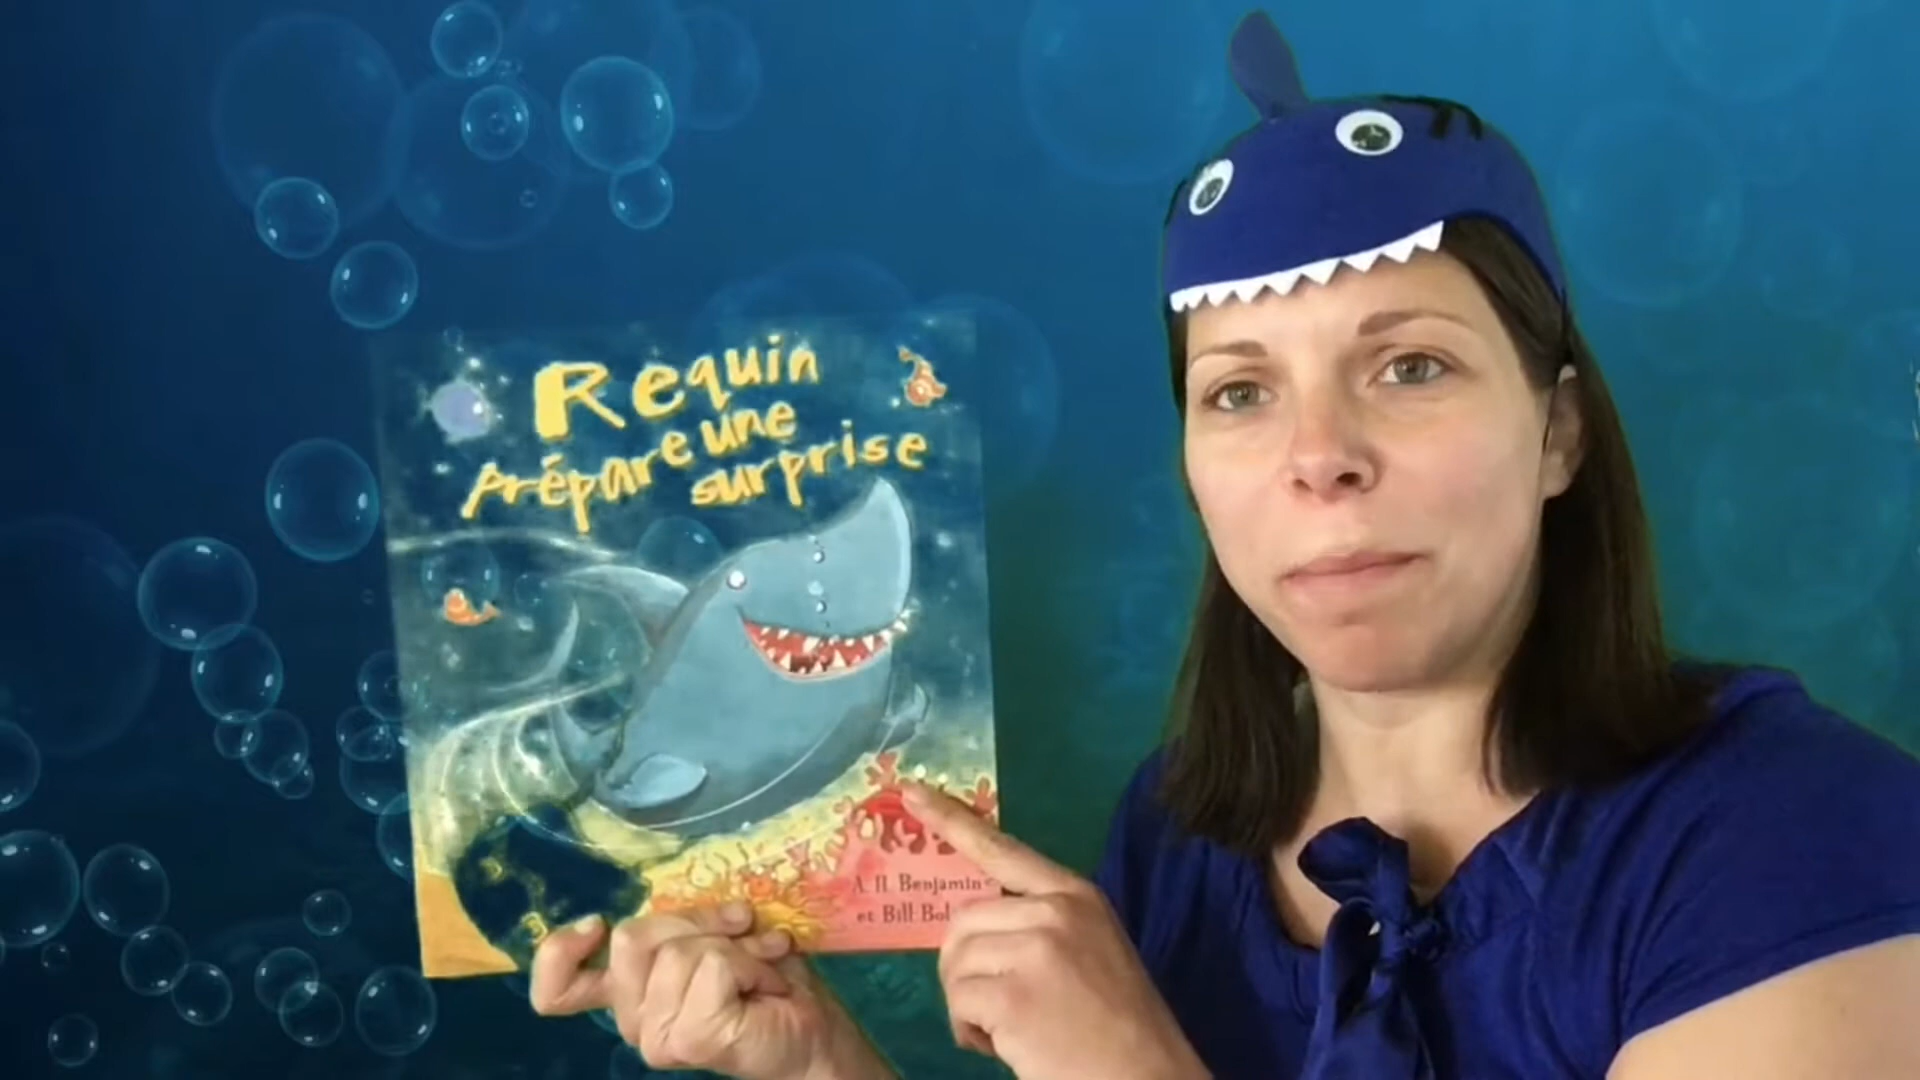 Requin
prépare une
surprise
A. H. Benjamin
et Bill